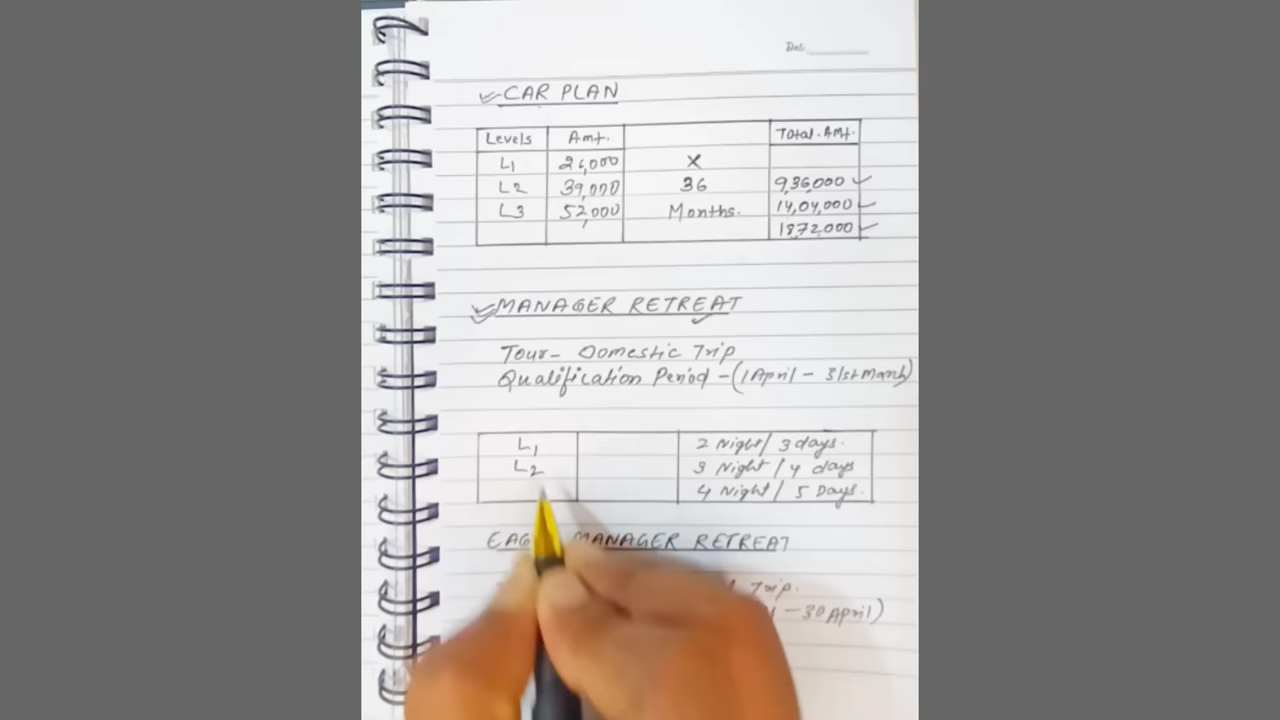 Date
CAR PLAN
Levels Amt. Total.Amt.
L1 26,000 X
L2 39,000 36 9,36,000
L3 52,000 Months. 14,04,000
1872,000
MANAGER RETREAT
Tour- Domestic Trip
Qualification Period - (1 April - 31st March)
L1 2 Night/ 3 days.
L2 3 Night/ 4 days
4 Night/ 5 Days.
MANAGER RETREAT
Trip.
- 30 April)